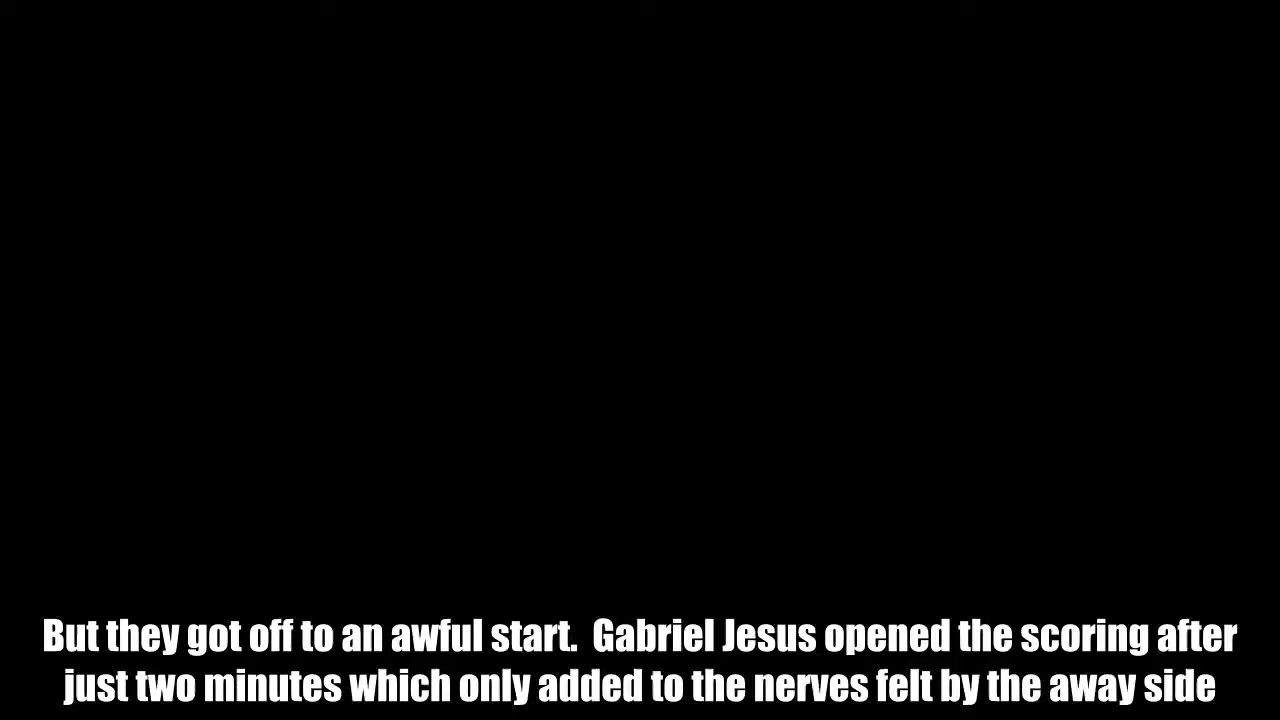 But they got off to an awful start.  Gabriel Jesus opened the scoring after
just two minutes which only added to the nerves felt by the away side